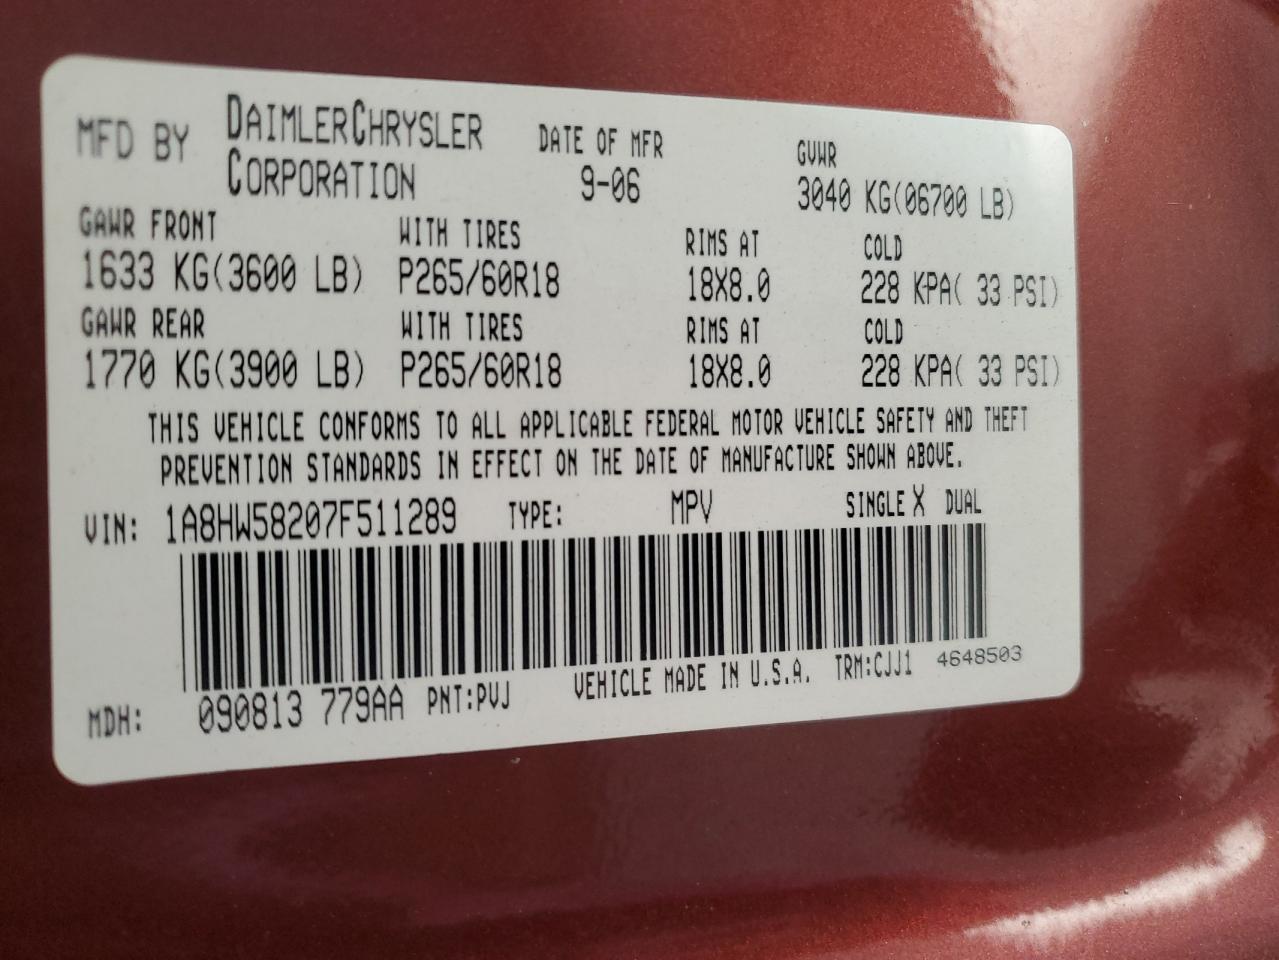 MFD BY DAIMLERCHRYSLER CORPORATION DATE OF MFR 9-06 GVWR 3040 KG(06700 LB)
GAWR FRONT WITH TIRES RIMS AT COLD
1633 KG(3600 LB) P265/60R18 18X8.0 228 KPA( 33 PSI)
GAWR REAR WITH TIRES RIMS AT COLD
1770 KG(3900 LB) P265/60R18 18X8.0 228 KPA( 33 PSI)
THIS VEHICLE CONFORMS TO ALL APPLICABLE FEDERAL MOTOR VEHICLE SAFETY AND THEFT
PREVENTION STANDARDS IN EFFECT ON THE DATE OF MANUFACTURE SHOWN ABOVE.
VIN: 1A8HW58207F511289 TYPE: MPV SINGLE X DUAL
MDH: 090813 779AA PNT:PVJ VEHICLE MADE IN U.S.A. TRM:CJJ1 4648503